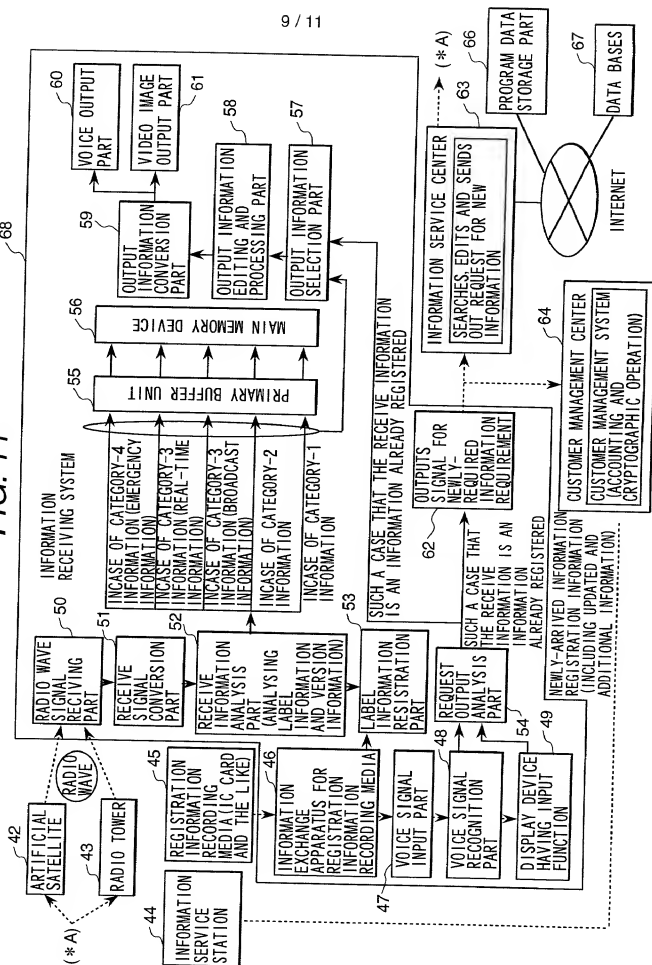 9 / 11
FIG. 11
68
INFORMATION
RECEIVING SYSTEM
42
ARTIFICIAL
SATELLITE
RADIO WAVE
43
RADIO TOWER
(*A)
44
INFORMATION
SERVICE
STATION
50
RADIO WAVE
SIGNAL
RECIVING
PART
51
RECEIVE
SIGNAL
CONVERSION
PART
52
RECEIVE
INFORMATION
ANALYSIS
PART
(ANALYSING
LABEL
INFORMATION
AND VERSION
INFORMATION)
53
LABEL
INFORMATION
RESISTRATION
PART
45
REGISTRATION
INFORMATION
RECORDING
MEDIA(IC CARD
AND THE LIKE)
46
INFORMATION
EXCHANGE
APPARATUS FOR
REGISTRATION
INFORMATION
RECORDING MEDIA
47
VOICE SIGNAL
INPUT PART
48
VOICE SIGNAL
RECOGNITION
PART
49
DISPLAY DEVICE
HAVING INPUT
FUNCTION
54
REQUEST
OUTPUT
ANALYSIS
PART
INCASE OF CATEGORY-4
INFORMATION(EMERGENCY
INFORMATION)
INCASE OF CATEGORY-3
INFORMATION(REAL-TIME
INFORMATION)
INCASE OF CATEGORY-3
INFORMATION(BROADCAST
INFORMATION)
INCASE OF CATEGORY-2
INFORMATION
INCASE OF CATEGORY-1
INFORMATION
55
PRIMARY BUFFER UNIT
56
MAIN MEMORY DEVICE
57
OUTPUT INFORMATION
SELECTION PART
58
OUTPUT INFORMATION
EDITING AND
PROCESSING PART
59
OUTPUT
INFORMATION
CONVERSION
PART
60
VOICE OUTPUT
PART
61
VIDEO IMAGE
OUTPUT PART
SUCH A CASE THAT THE RECEIVE INFORMATION
IS AN INFORMATION ALREADY REGISTERED
SUCH A CASE THAT
THE RECEIVE
INFORMATION IS AN
INFORMATION
ALREADY REGISTERED
62
OUTPUTS
SIGNAL FOR
NEWLY-
REQUIRED
INFORMATION
REQUIREMENT
63
INFORMATION SERVICE CENTER
SEARCHES, EDITS AND SENDS
OUT REQUEST FOR NEW
INFORMATION
(*A)
64
CUSTOMER MANAGEMENT CENTER
CUSTOMER MANAGEMENT SYSTEM
(ACCOUNTING AND
CRYPTOGRAPHIC OPERATION)
NEWLY-ARRIVED INFORMATION
REGISTRATION INFORMATION
(INCLUDING UPDATED AND
ADDITIONAL INFORMATION)
66
PROGRAM DATA
STORAGE PART
67
DATA BASES
INTERNET